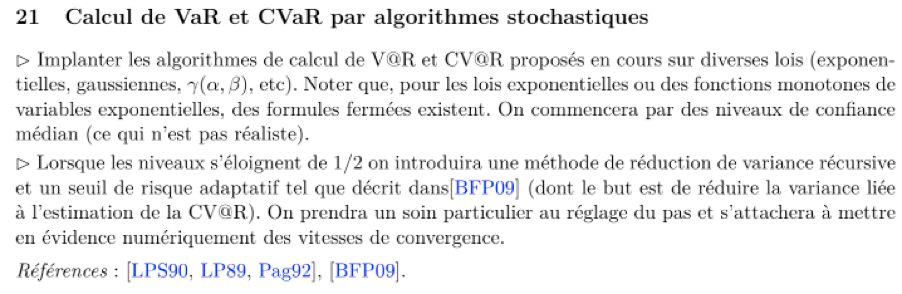 21 Calcul de VaR et CVaR par algorithmes stochastiques
▷ Implanter les algorithmes de calcul de V@R et CV@R proposés en cours sur diverses lois (exponen-
tielles, gaussiennes, γ(α, β), etc). Noter que, pour les lois exponentielles ou des fonctions monotones de
variables exponentielles, des formules fermées existent. On commencera par des niveaux de confiance
médian (ce qui n'est pas réaliste).
▷ Lorsque les niveaux s'éloignent de 1/2 on introduira une méthode de réduction de variance récursive
et un seuil de risque adaptatif tel que décrit dans[BFP09] (dont le but est de réduire la variance liée
à l'estimation de la CV@R). On prendra un soin particulier au réglage du pas et s'attachera à mettre
en évidence numériquement des vitesses de convergence.
Références : [LPS90, LP89, Pag92], [BFP09].